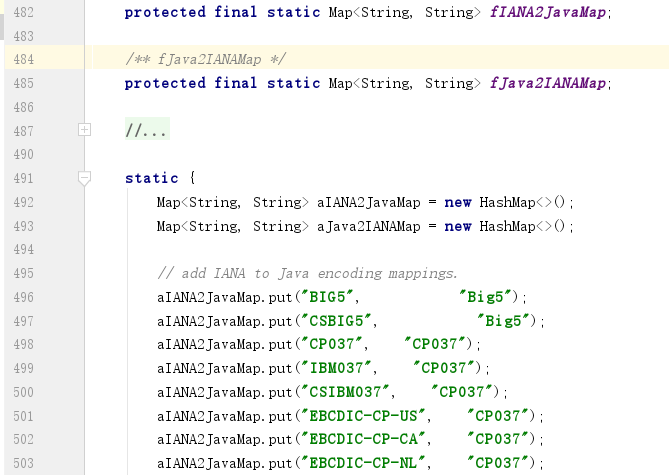 482 protected final static Map<String, String> fIANA2JavaMap;
483
484 /** fJava2IANAMap */
485 protected final static Map<String, String> fJava2IANAMap;
486
487 //...
490
491 static {
492 Map<String, String> aIANA2JavaMap = new HashMap<>();
493 Map<String, String> aJava2IANAMap = new HashMap<>();
494
495 // add IANA to Java encoding mappings.
496 aIANA2JavaMap.put("BIG5", "Big5");
497 aIANA2JavaMap.put("CSBIG5", "Big5");
498 aIANA2JavaMap.put("CP037", "CP037");
499 aIANA2JavaMap.put("IBM037", "CP037");
500 aIANA2JavaMap.put("CSIBM037", "CP037");
501 aIANA2JavaMap.put("EBCDIC-CP-US", "CP037");
502 aIANA2JavaMap.put("EBCDIC-CP-CA", "CP037");
503 aIANA2JavaMap.put("EBCDIC-CP-NL", "CP037");